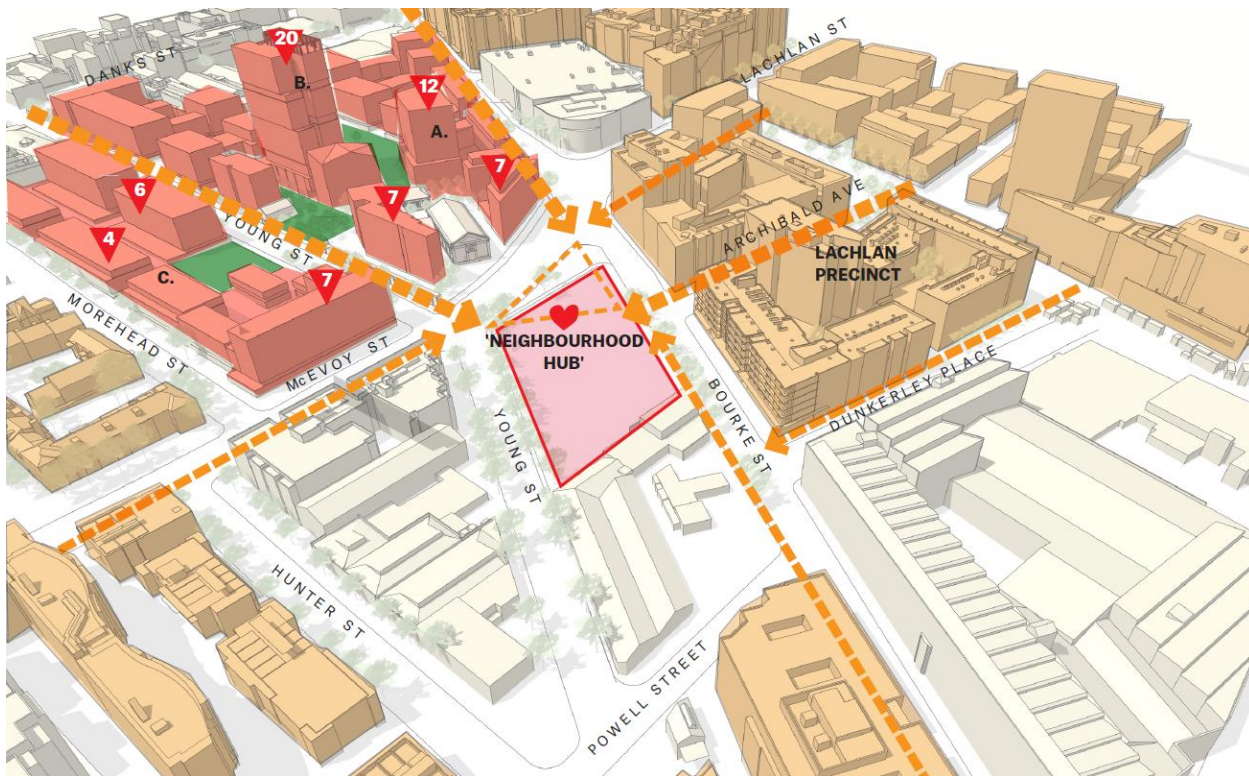 20
DANKS ST
B.
LACHLAN ST
12
A.
7
6
7
YOUNG ST
4
ARCHIBALD AVE
LACHLAN
PRECINCT
C.
7
MOREHEAD ST
McEVOY ST
'NEIGHBOURHOOD
HUB'
DUNKERLEY PLACE
BOURKE ST
YOUNG ST
HUNTER ST
POWELL STREET